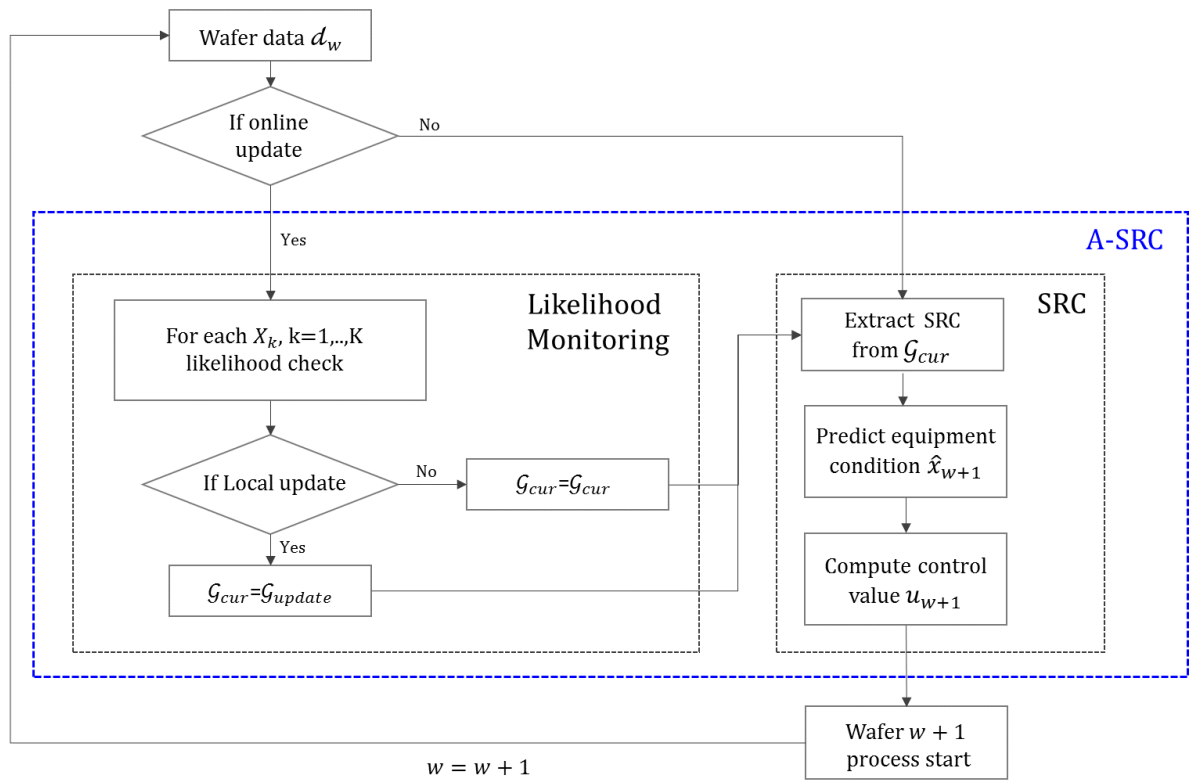 Wafer data 𝒹_w
If online
update
No
Yes
A-SRC
Likelihood
Monitoring
SRC
For each X_k, k=1,..,K
likelihood check
Extract SRC
from 𝒢_cur
Predict equipment
condition x̂_{w+1}
If Local update
No
𝒢_cur=𝒢_cur
Yes
𝒢_cur=𝒢_update
Compute control
value u_{w+1}
Wafer w + 1
process start
w = w + 1